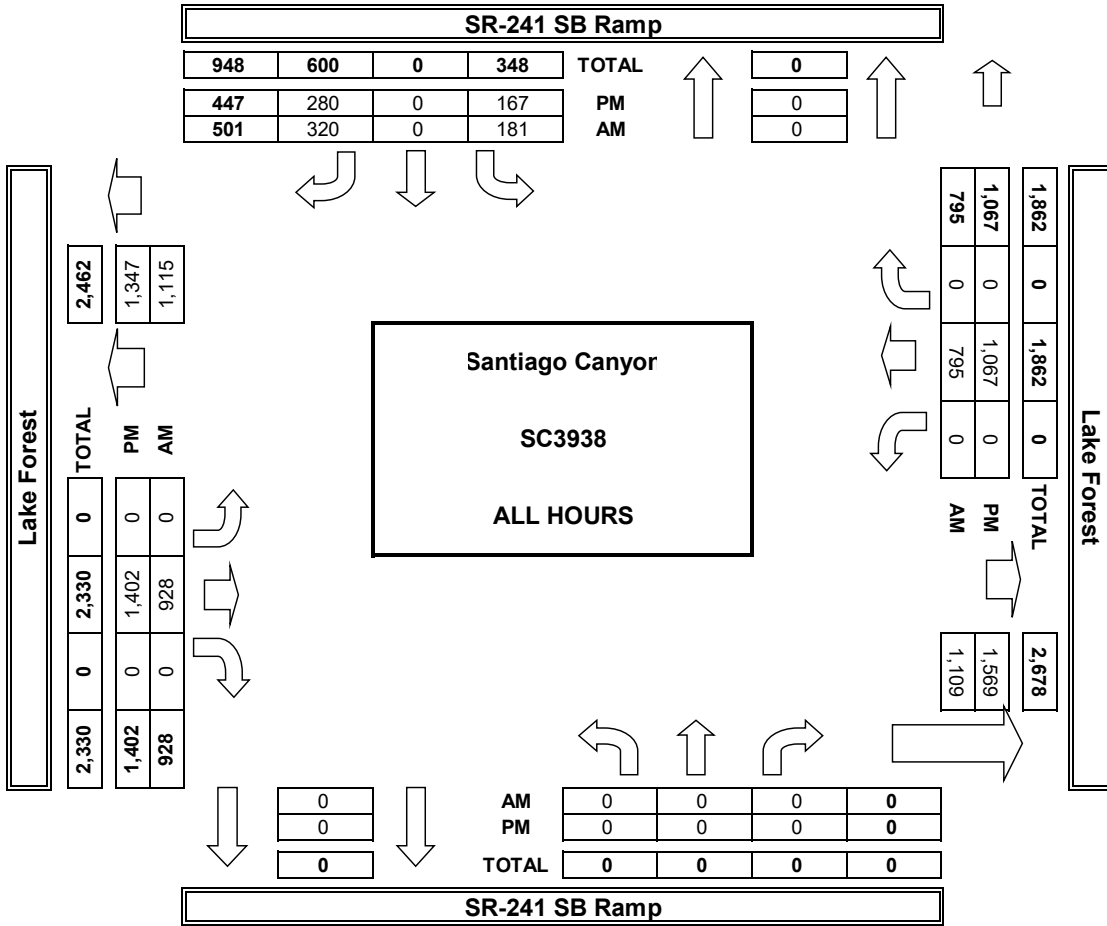 SR-241 SB Ramp
948 600 0 348 TOTAL 0
447 280 0 167 PM 0
501 320 0 181 AM 0
Lake Forest
2,462 1,347 1,115
TOTAL PM AM
0 0 0
2,330 1,402 928
0 0 0
2,330 1,402 928
Santiago Canyon
SC3938
ALL HOURS
795 1,067 1,862
0 0 0
795 1,067 1,862
0 0 0
AM PM TOTAL
1,109 1,569 2,678
Lake Forest
0 AM 0 0 0 0
0 PM 0 0 0 0
0 TOTAL 0 0 0 0
SR-241 SB Ramp